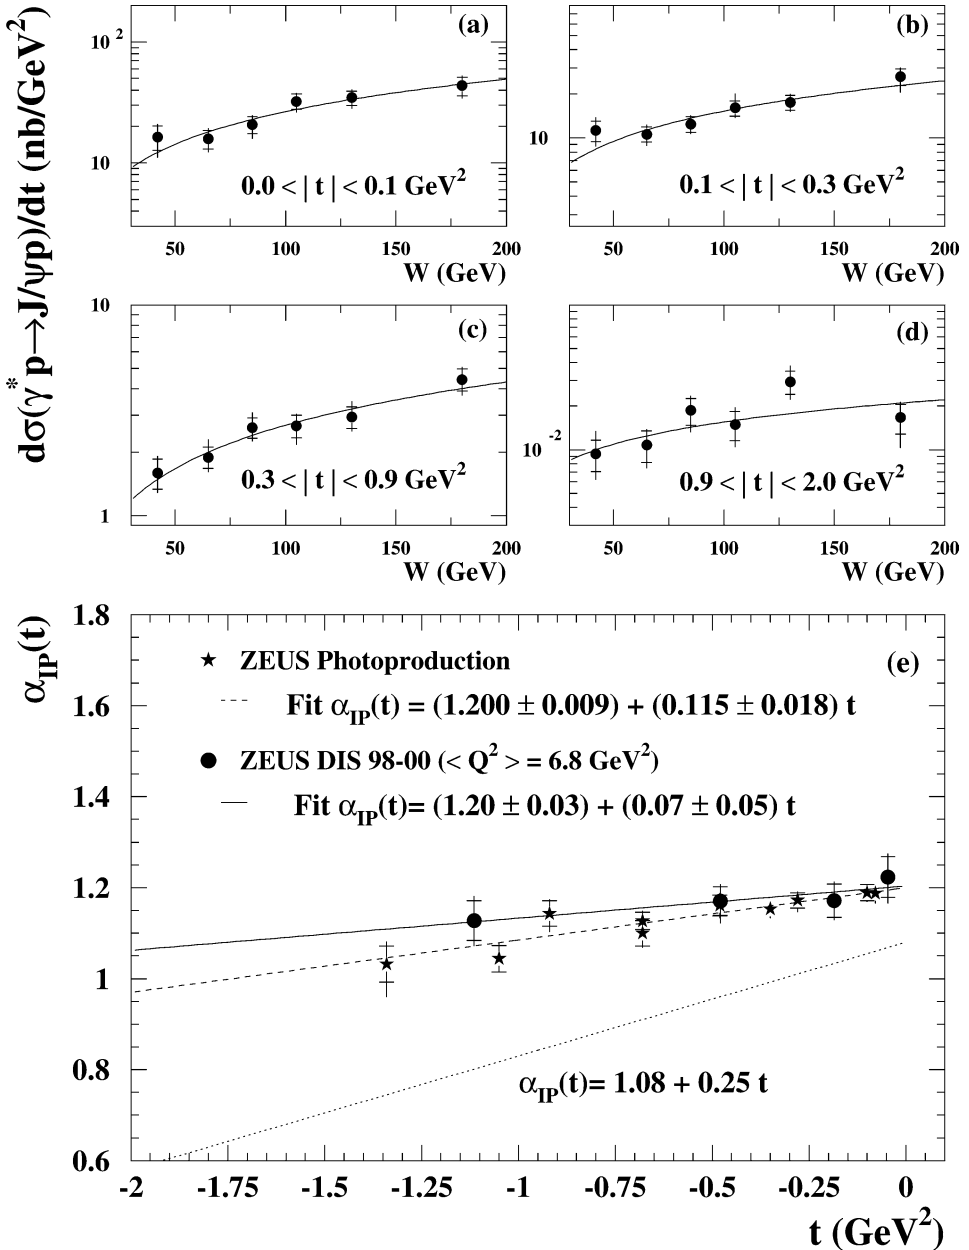 dσ(γ* p→J/ψp)/dt (nb/GeV²)
(a)
10²
10
0.0 < | t | < 0.1 GeV²
50 100 150 200
W (GeV)
(b)
10
0.1 < | t | < 0.3 GeV²
50 100 150 200
W (GeV)
10
(c)
0.3 < | t | < 0.9 GeV²
1
50 100 150 200
W (GeV)
(d)
10⁻²
0.9 < | t | < 2.0 GeV²
50 100 150 200
W (GeV)
α_IP(t)
1.8
1.6
1.4
1.2
1
0.8
0.6
(e)
ZEUS Photoproduction
Fit α_IP(t) = (1.200 ± 0.009) + (0.115 ± 0.018) t
ZEUS DIS 98-00 (< Q² > = 6.8 GeV²)
Fit α_IP(t)= (1.20 ± 0.03) + (0.07 ± 0.05) t
α_IP(t)= 1.08 + 0.25 t
-2 -1.75 -1.5 -1.25 -1 -0.75 -0.5 -0.25 0
t (GeV²)